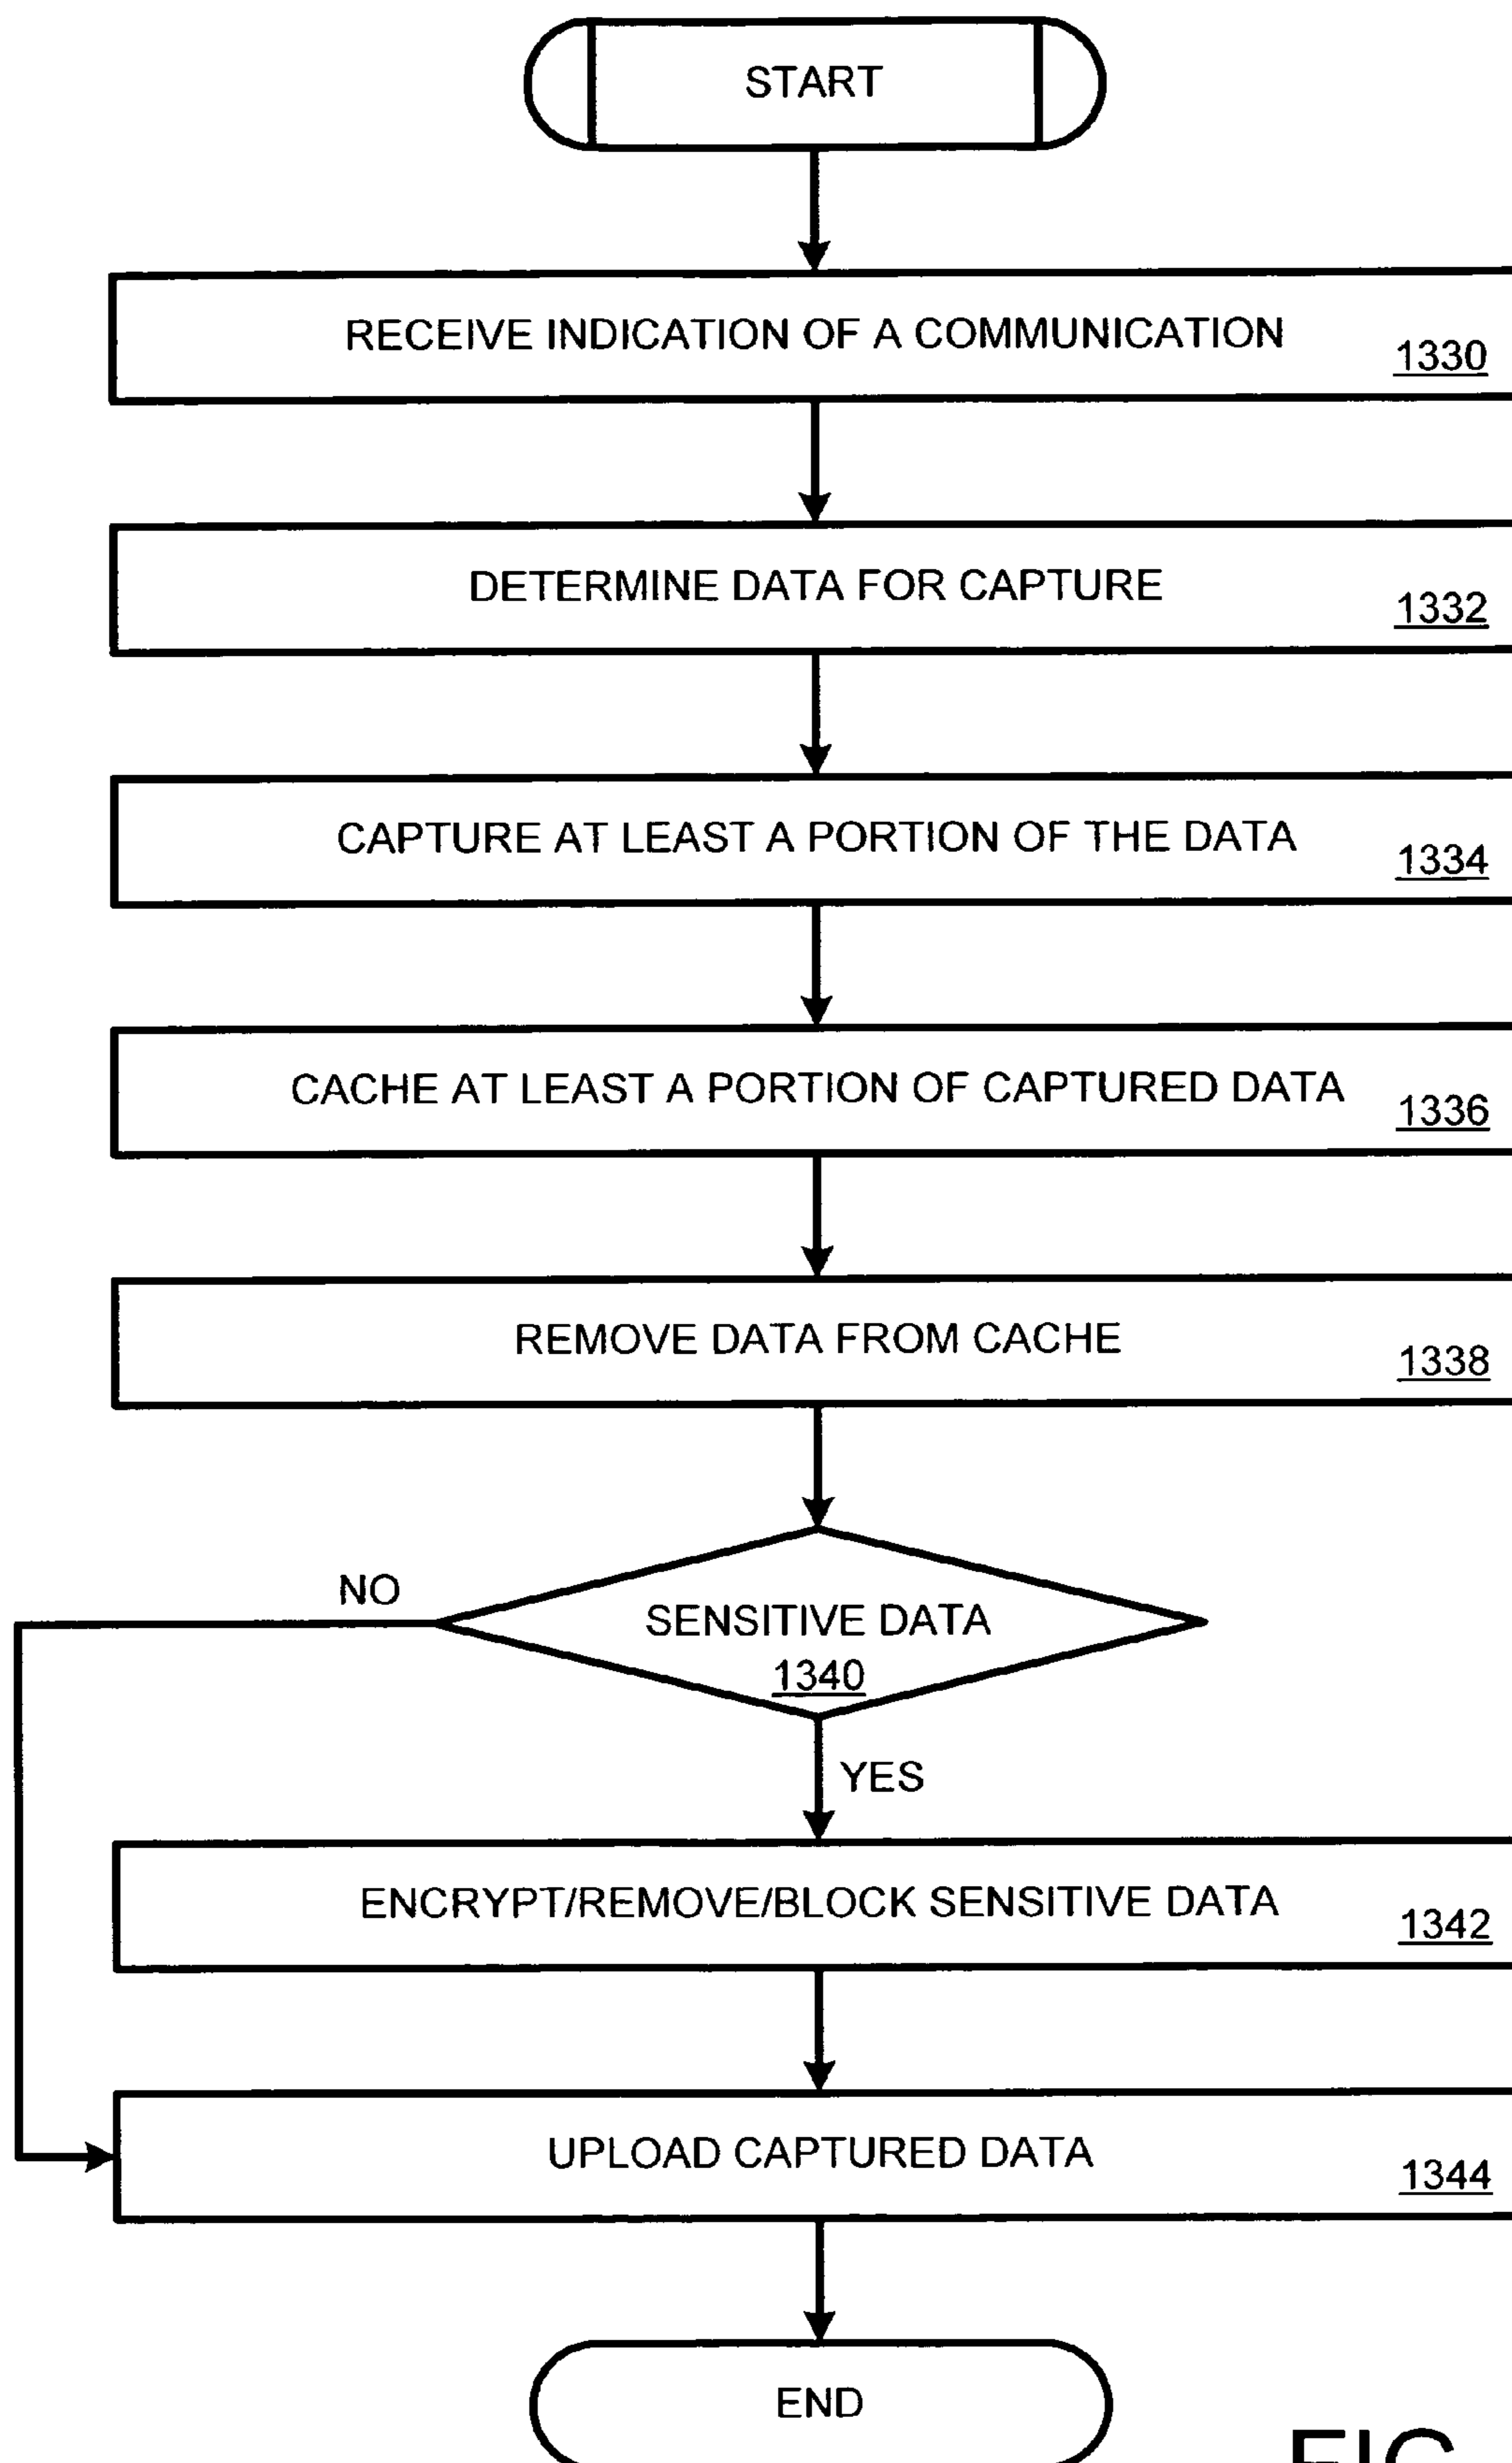 START
RECEIVE INDICATION OF A COMMUNICATION
1330
DETERMINE DATA FOR CAPTURE
1332
CAPTURE AT LEAST A PORTION OF THE DATA
1334
CACHE AT LEAST A PORTION OF CAPTURED DATA
1336
REMOVE DATA FROM CACHE
1338
NO
SENSITIVE DATA
1340
YES
ENCRYPT/REMOVE/BLOCK SENSITIVE DATA
1342
UPLOAD CAPTURED DATA
1344
END
FIG